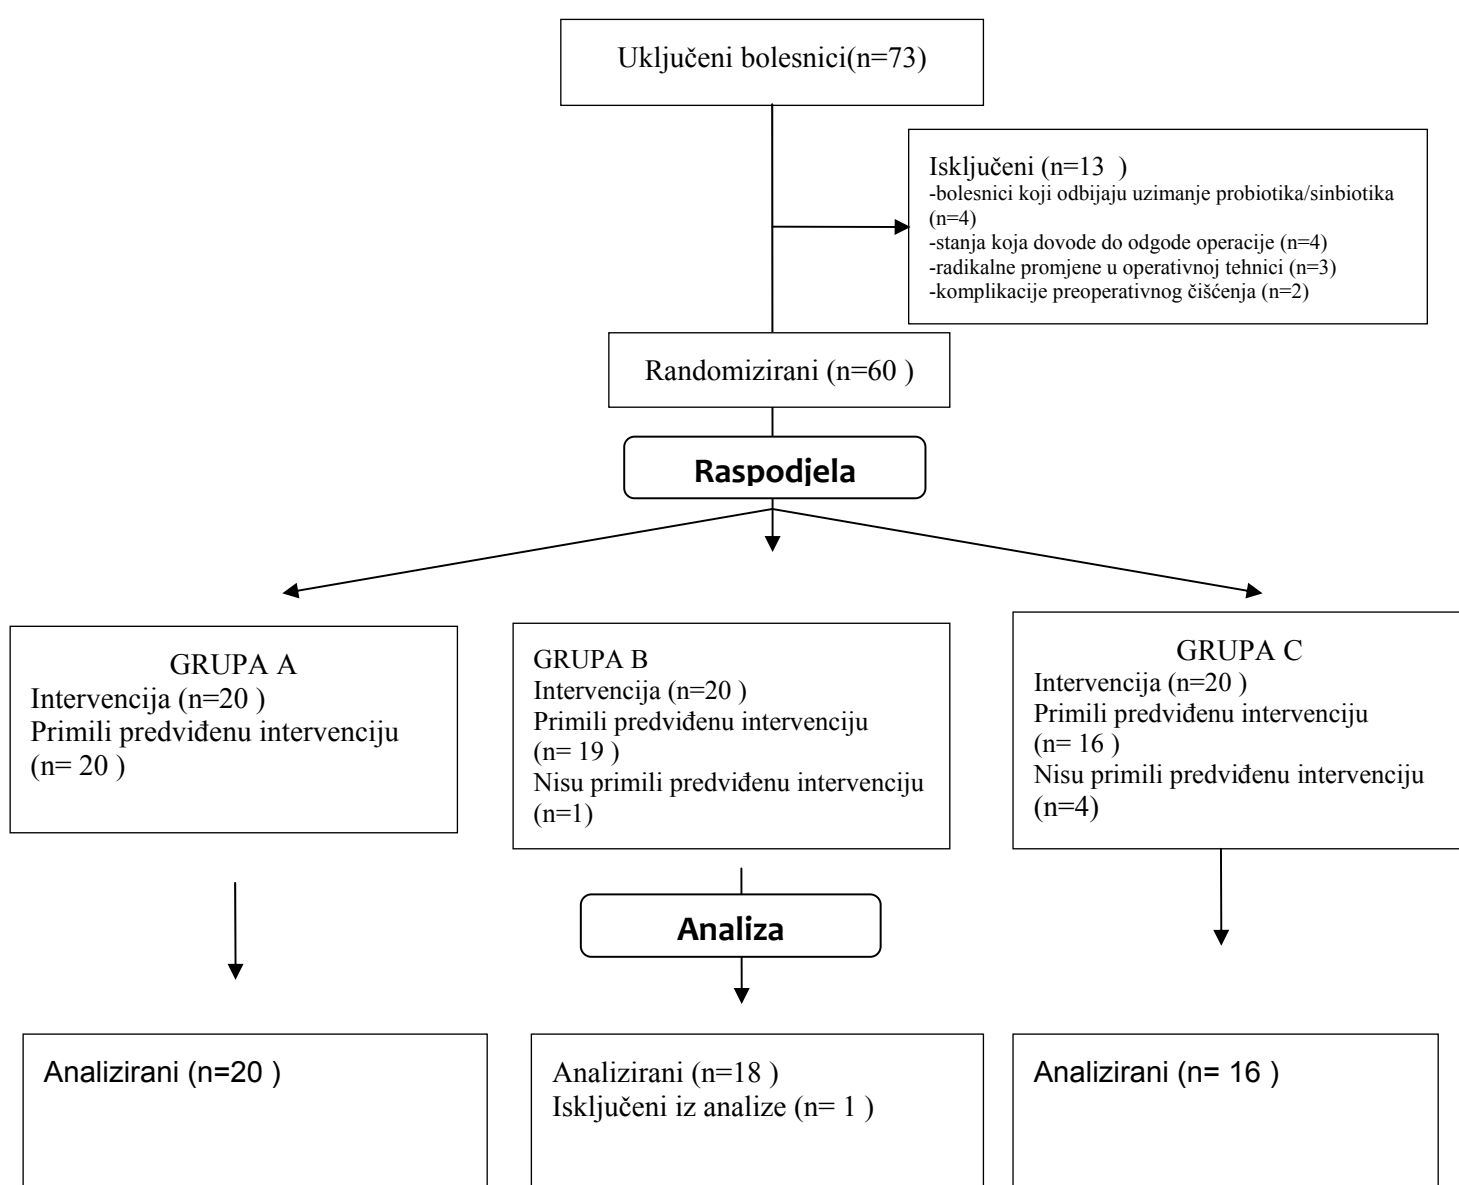 Uključeni bolesnici(n=73)
Isključeni (n=13  )
-bolesnici koji odbijaju uzimanje probiotika/sinbiotika
(n=4)
-stanja koja dovode do odgode operacije (n=4)
-radikalne promjene u operativnoj tehnici (n=3)
-komplikacije preoperativnog čišćenja (n=2)
Randomizirani (n=60 )
Raspodjela
GRUPA A
Intervencija (n=20 )
Primili predviđenu intervenciju
(n= 20 )
GRUPA B
Intervencija (n=20 )
Primili predviđenu intervenciju
(n= 19 )
Nisu primili predviđenu intervenciju
(n=1)
GRUPA C
Intervencija (n=20 )
Primili predviđenu intervenciju
(n= 16 )
Nisu primili predviđenu intervenciju
(n=4)
Analiza
Analizirani (n=20 )
Analizirani (n=18 )
Isključeni iz analize (n= 1 )
Analizirani (n= 16 )